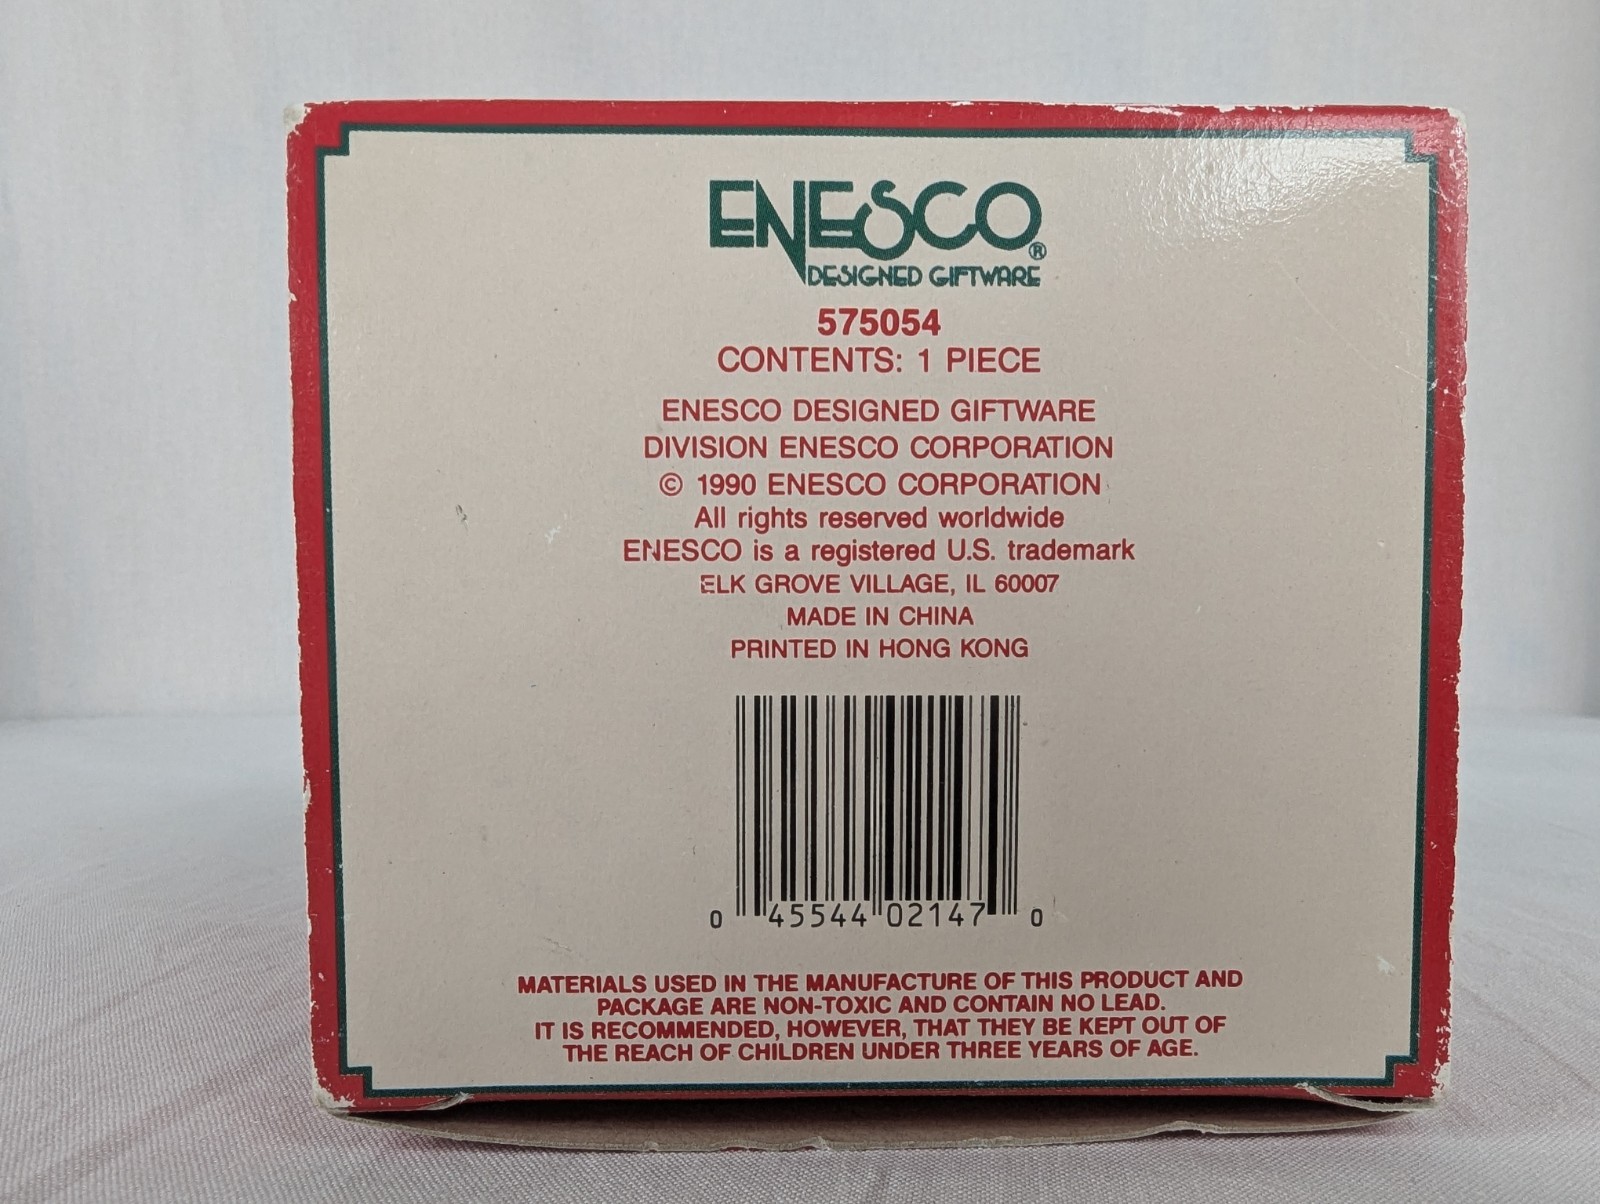 ENESCO®
DESIGNED GIFTWARE
575054
CONTENTS: 1 PIECE
ENESCO DESIGNED GIFTWARE
DIVISION ENESCO CORPORATION
© 1990 ENESCO CORPORATION
All rights reserved worldwide
ENESCO is a registered U.S. trademark
ELK GROVE VILLAGE, IL 60007
MADE IN CHINA
PRINTED IN HONG KONG
0 45544 02147 0
MATERIALS USED IN THE MANUFACTURE OF THIS PRODUCT AND
PACKAGE ARE NON-TOXIC AND CONTAIN NO LEAD.
IT IS RECOMMENDED, HOWEVER, THAT THEY BE KEPT OUT OF
THE REACH OF CHILDREN UNDER THREE YEARS OF AGE.